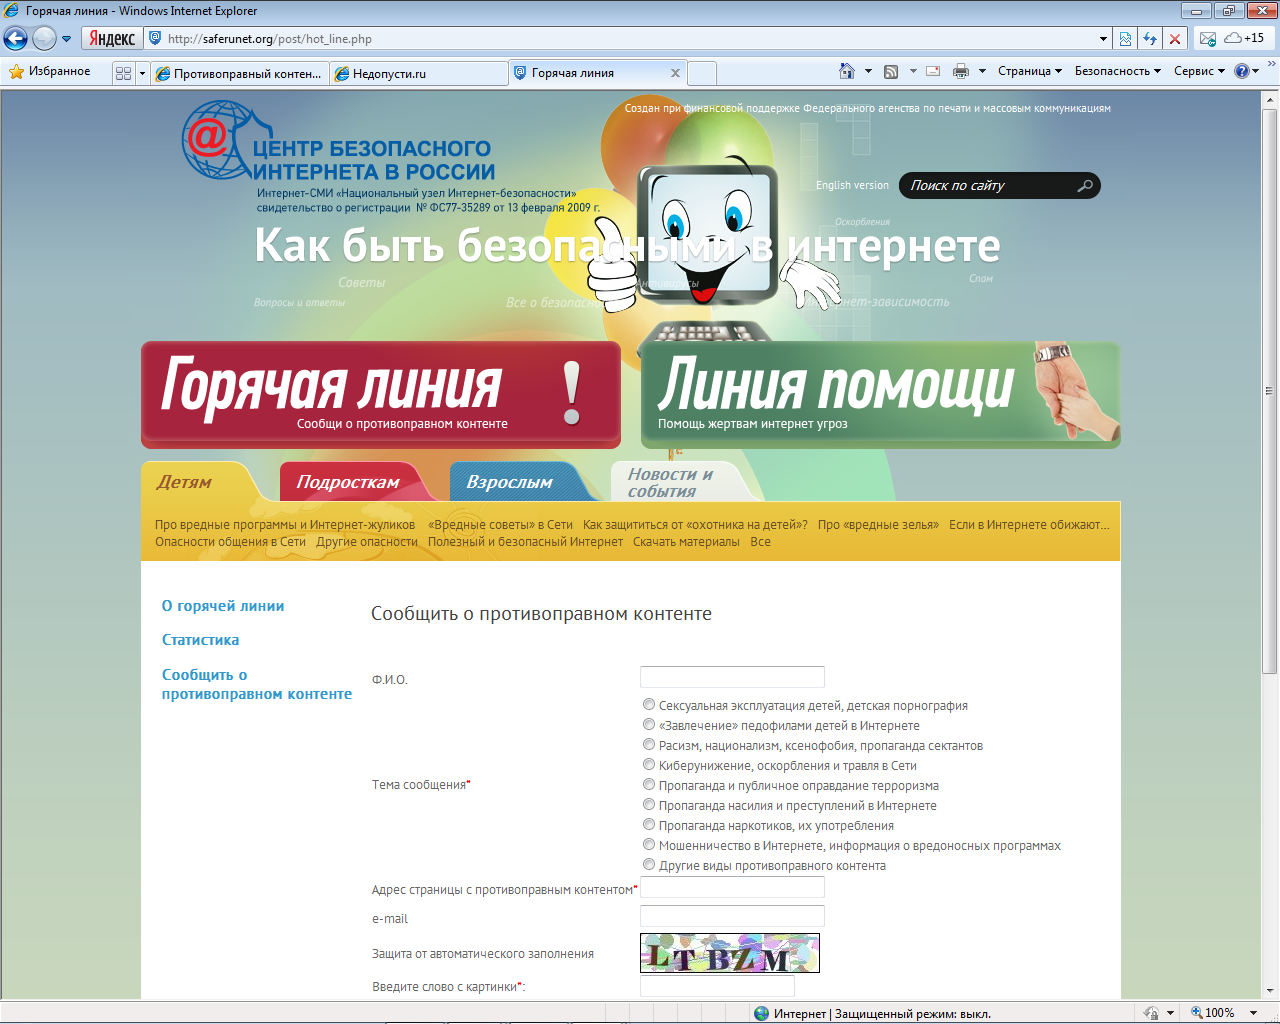 Горячая линия - Windows Internet Explorer
Яндекс
http://saferunet.org/post/hot_line.php
+15
Избранное
Противоправный контен...
Недопусти.ru
Горячая линия
Страница
Безопасность
Сервис
Создан при финансовой поддержке Федерального агенства по печати и массовым коммуникациям
@
ЦЕНТР БЕЗОПАСНОГО
ИНТЕРНЕТА В РОССИИ
Интернет-СМИ «Национальный узел Интернет-безопасности»
свидетельство о регистрации № ФС77-35289 от 13 февраля 2009 г.
English version
Поиск по сайту
Оскорбления
Как быть безопасными в интернете
Советы
Антивирусы
Спам
Вопросы и ответы
Все о безопасно
Интернет-зависимость
Горячая линия
!
Сообщи о противоправном контенте
Линия помощи
Помощь жертвам интернет угроз
Детям
Подросткам
Взрослым
Новости и
события
Про вредные программы и Интернет-жуликов «Вредные советы» в Сети Как защититься от «охотника на детей»? Про «вредные зелья» Если в Интернете обижают...
Опасности общения в Сети Другие опасности Полезный и безопасный Интернет Скачать материалы Все
О горячей линии
Статистика
Сообщить о
противоправном контенте
Сообщить о противоправном контенте
Ф.И.О.
Тема сообщения*
Сексуальная эксплуатация детей, детская порнография
«Завлечение» педофилами детей в Интернете
Расизм, национализм, ксенофобия, пропаганда сектантов
Киберунижение, оскорбления и травля в Сети
Пропаганда и публичное оправдание терроризма
Пропаганда насилия и преступлений в Интернете
Пропаганда наркотиков, их употребления
Мошенничество в Интернете, информация о вредоносных программах
Другие виды противоправного контента
Адрес страницы с противоправным контентом*
e-mail
Защита от автоматического заполнения
LTBZM
Введите слово с картинки*:
Интернет | Защищенный режим: выкл.
100%